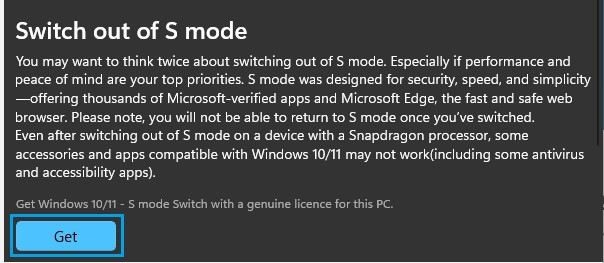 Switch out of S mode
You may want to think twice about switching out of S mode. Especially if performance and
peace of mind are your top priorities. S mode was designed for security, speed, and simplicity
—offering thousands of Microsoft-verified apps and Microsoft Edge, the fast and safe web
browser. Please note, you will not be able to return to S mode once you've switched.
Even after switching out of S mode on a device with a Snapdragon processor, some
accessories and apps compatible with Windows 10/11 may not work(including some antivirus
and accessibility apps).
Get Windows 10/11 - S mode Switch with a genuine licence for this PC.
Get